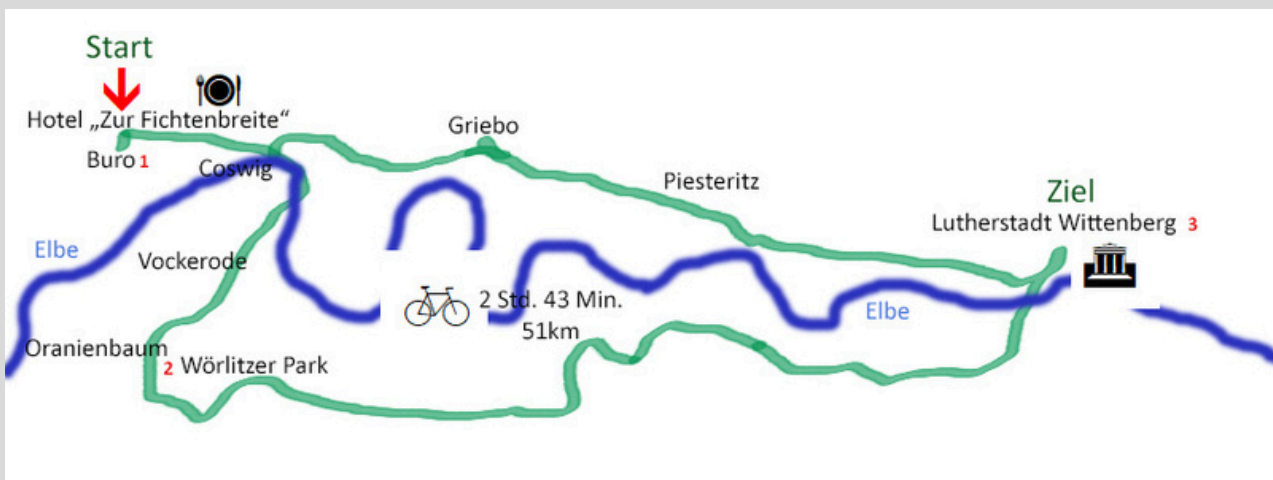 Start
Hotel „Zur Fichtenbreite“
Buro 1
Coswig
Griebo
Piesteritz
Ziel
Lutherstadt Wittenberg 3
Elbe
Vockerode
2 Std. 43 Min.
51km
Elbe
Oranienbaum
2 Wörlitzer Park